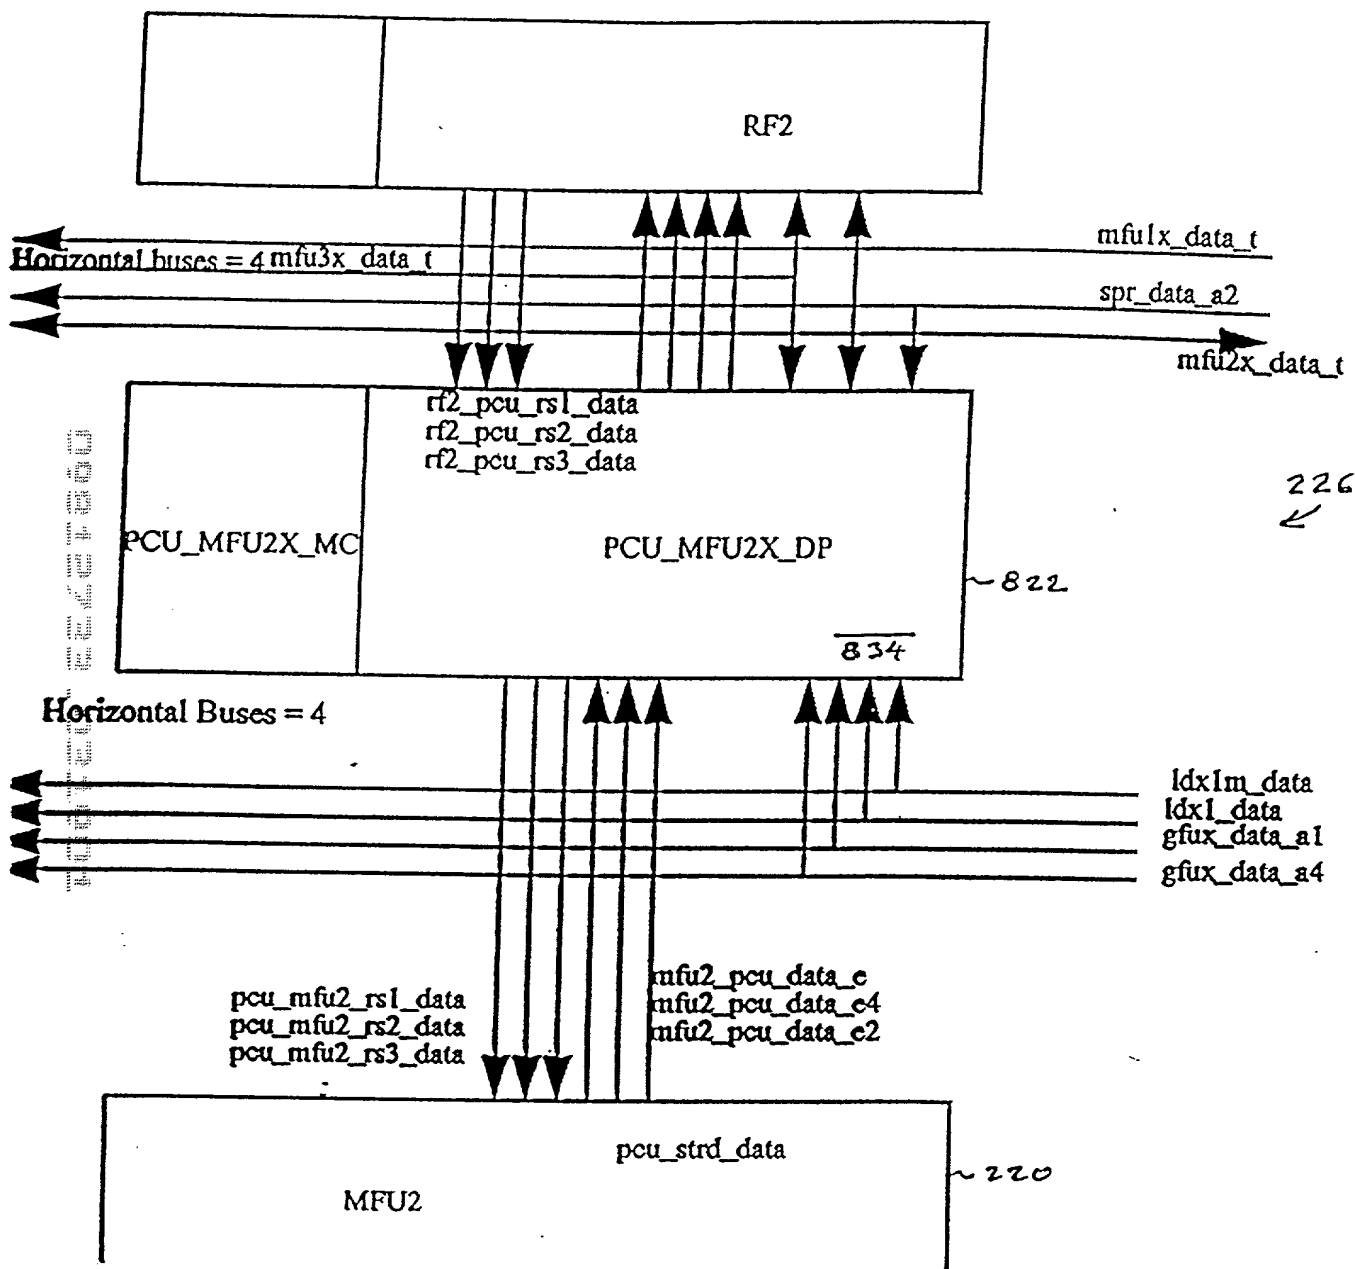 RF2
mfu1x_data_t
Horizontal buses = 4 mfu3x_data_t
spr_data_a2
mfu2x_data_t
rf2_pcu_rs1_data
rf2_pcu_rs2_data
rf2_pcu_rs3_data
226
PCU_MFU2X_MC
PCU_MFU2X_DP
822
834
Horizontal Buses = 4
ldx1m_data
ldx1_data
gfux_data_a1
gfux_data_a4
pcu_mfu2_rs1_data
pcu_mfu2_rs2_data
pcu_mfu2_rs3_data
mfu2_pcu_data_e
mfu2_pcu_data_e4
mfu2_pcu_data_e2
pcu_strd_data
220
MFU2